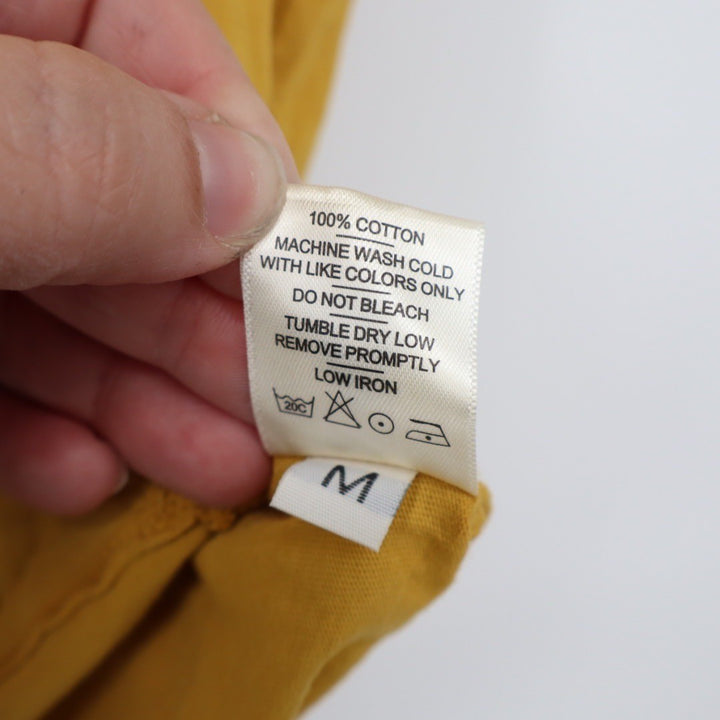 100% COTTON
MACHINE WASH COLD
WITH LIKE COLORS ONLY
DO NOT BLEACH
TUMBLE DRY LOW
REMOVE PROMPTLY
LOW IRON
20C
M